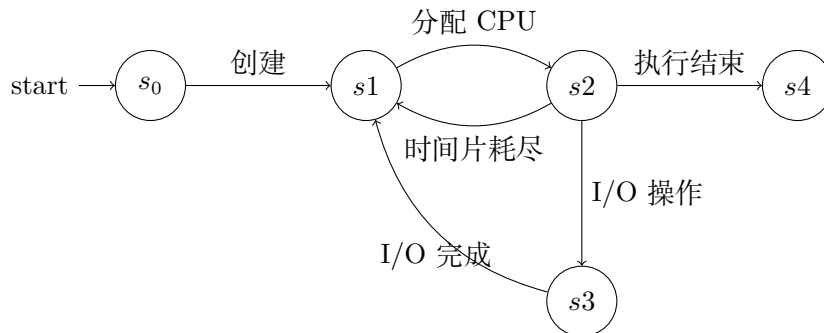 分配 CPU
创建
执行结束
start
s0
s1
s2
s4
时间片耗尽
I/O 操作
I/O 完成
s3